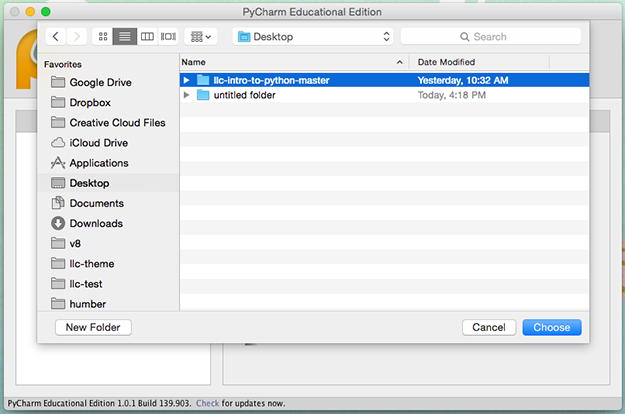 PyCharm Educational Edition
Desktop
Search
Favorites
Name
Date Modified
Google Drive
llc-intro-to-python-master
Yesterday, 10:32 AM
Dropbox
untitled folder
Today, 4:18 PM
Creative Cloud Files
iCloud Drive
Applications
Desktop
Documents
Downloads
v8
llc-theme
llc-test
humber
New Folder
Cancel
Choose
PyCharm Educational Edition 1.0.1 Build 139.903. Check for updates now.